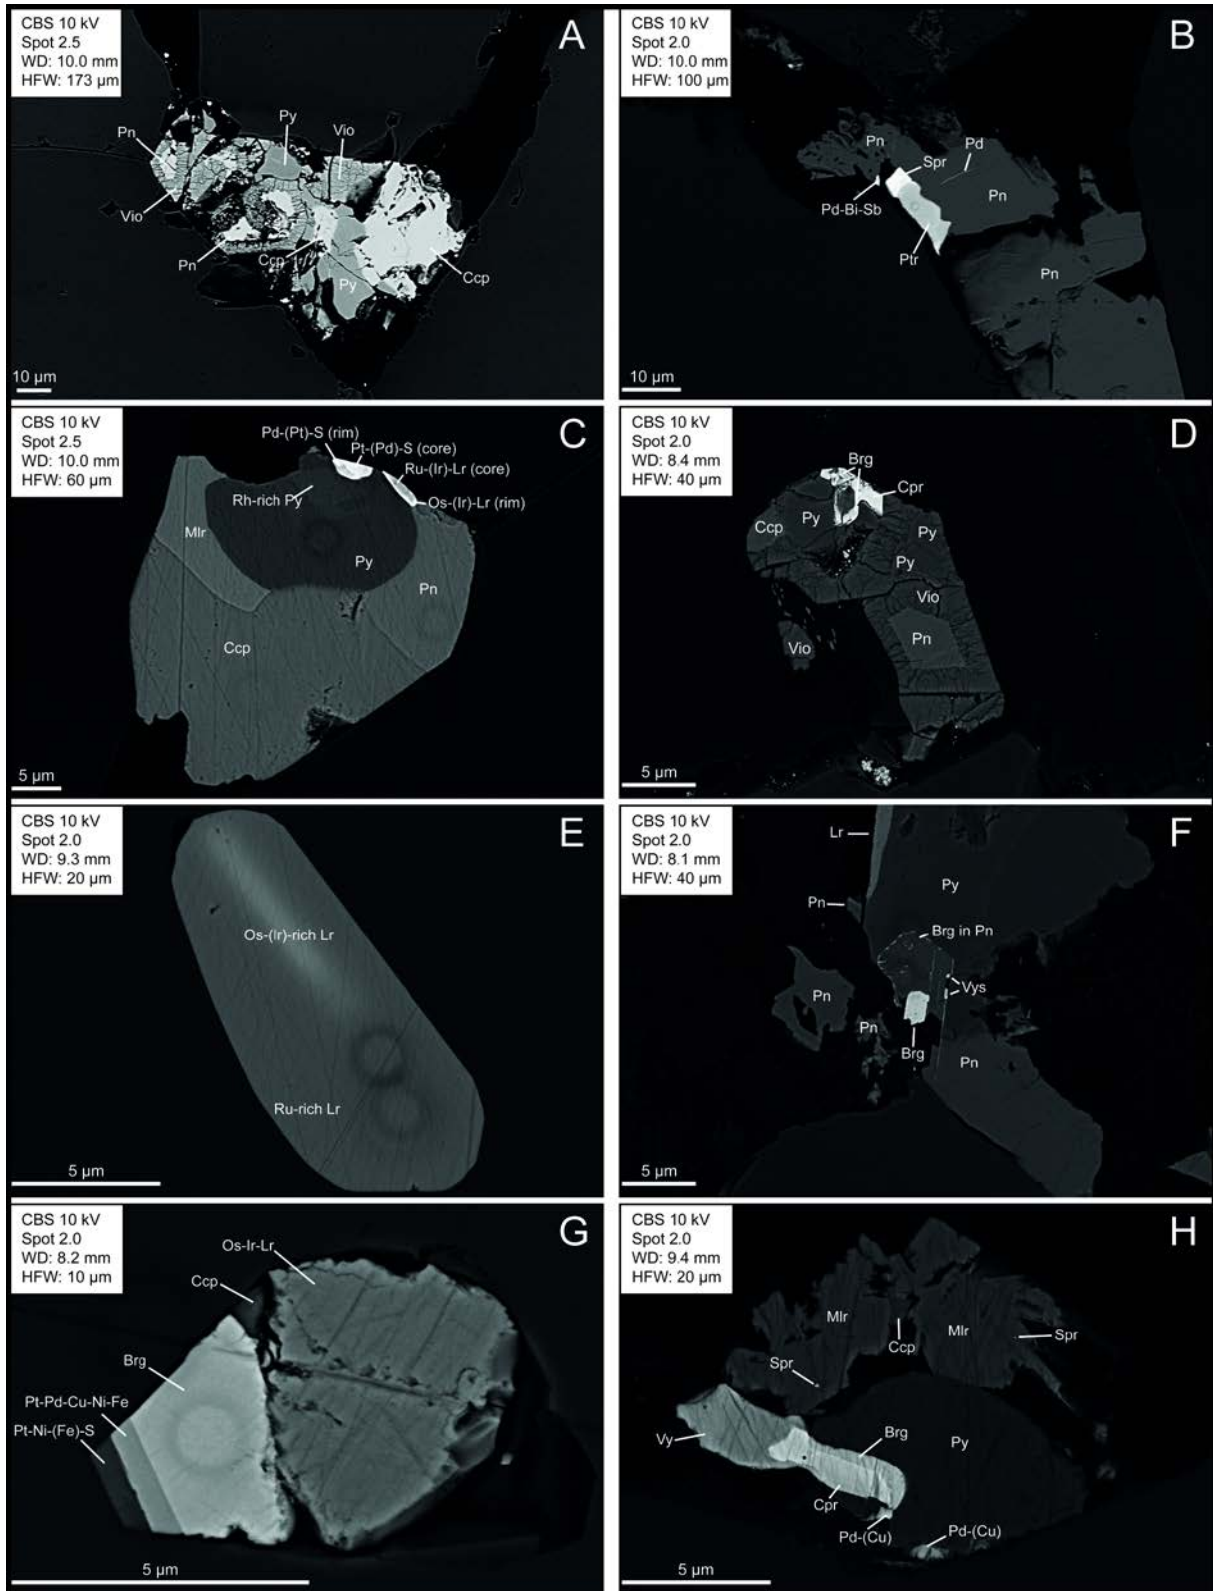 CBS 10 kV
Spot 2.5
WD: 10.0 mm
HFW: 173 µm
A
Pn
Py
Vio
Vio
Pn
Ccp
Py
Ccp
10 µm
CBS 10 kV
Spot 2.0
WD: 10.0 mm
HFW: 100 µm
B
Pn
Spr
Pd
Pn
Pd-Bi-Sb
Ptr
Pn
10 µm
CBS 10 kV
Spot 2.5
WD: 10.0 mm
HFW: 60 µm
C
Pd-(Pt)-S (rim)
Pt-(Pd)-S (core)
Ru-(Ir)-Lr (core)
Rh-rich Py
Os-(Ir)-Lr (rim)
Mlr
Py
Pn
Ccp
5 µm
CBS 10 kV
Spot 2.0
WD: 8.4 mm
HFW: 40 µm
D
Brg
Cpr
Ccp
Py
Py
Py
Vio
Pn
Vio
5 µm
CBS 10 kV
Spot 2.0
WD: 9.3 mm
HFW: 20 µm
E
Os-(Ir)-rich Lr
Ru-rich Lr
5 µm
CBS 10 kV
Spot 2.0
WD: 8.1 mm
HFW: 40 µm
F
Lr
Py
Pn
Brg in Pn
Pn
Vys
Pn
Brg
Pn
5 µm
CBS 10 kV
Spot 2.0
WD: 8.2 mm
HFW: 10 µm
G
Os-Ir-Lr
Ccp
Brg
Pt-Pd-Cu-Ni-Fe
Pt-Ni-(Fe)-S
5 µm
CBS 10 kV
Spot 2.0
WD: 9.4 mm
HFW: 20 µm
H
Mlr
Mlr
Ccp
Spr
Spr
Vy
Brg
Py
Cpr
Pd-(Cu)
Pd-(Cu)
5 µm